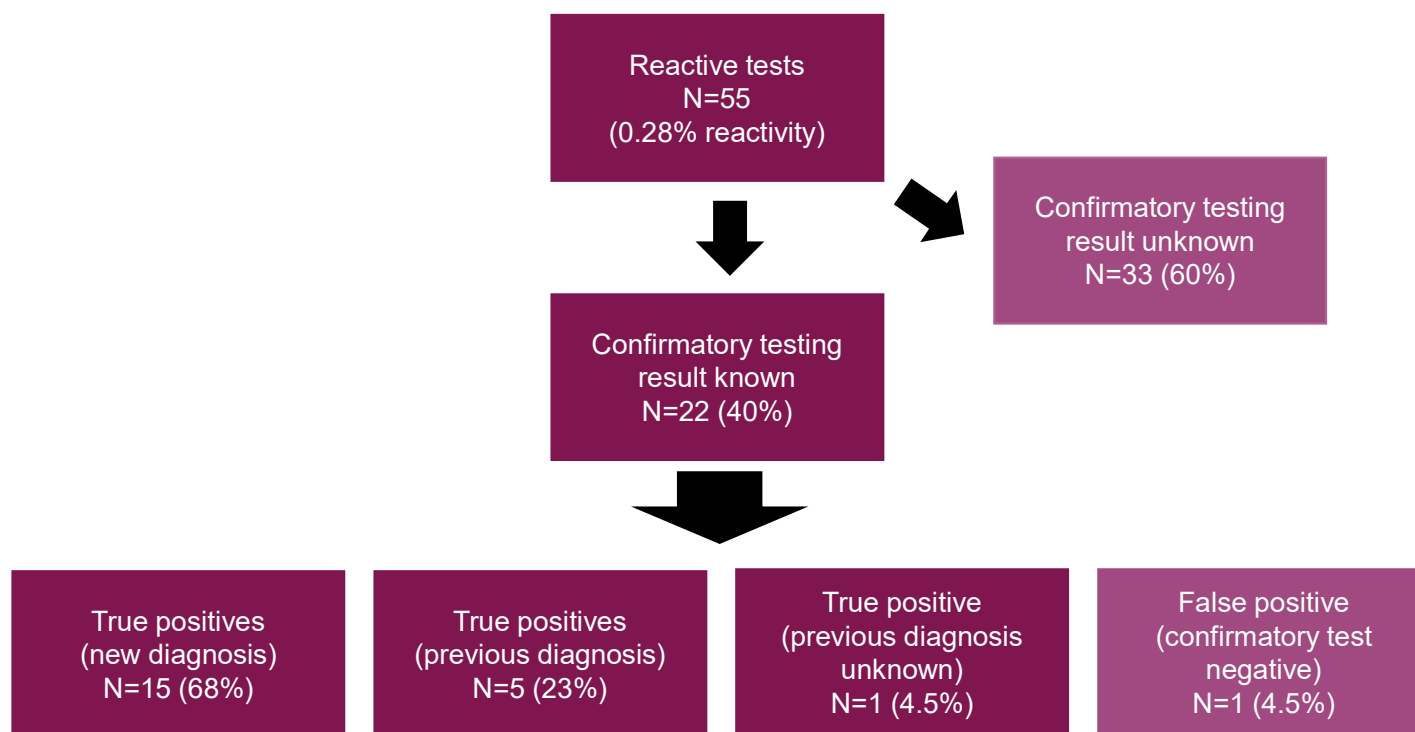 Reactive tests
N=55
(0.28% reactivity)
Confirmatory testing
result unknown
N=33 (60%)
Confirmatory testing
result known
N=22 (40%)
True positives
(new diagnosis)
N=15 (68%)
True positives
(previous diagnosis)
N=5 (23%)
True positive
(previous diagnosis
unknown)
N=1 (4.5%)
False positive
(confirmatory test
negative)
N=1 (4.5%)